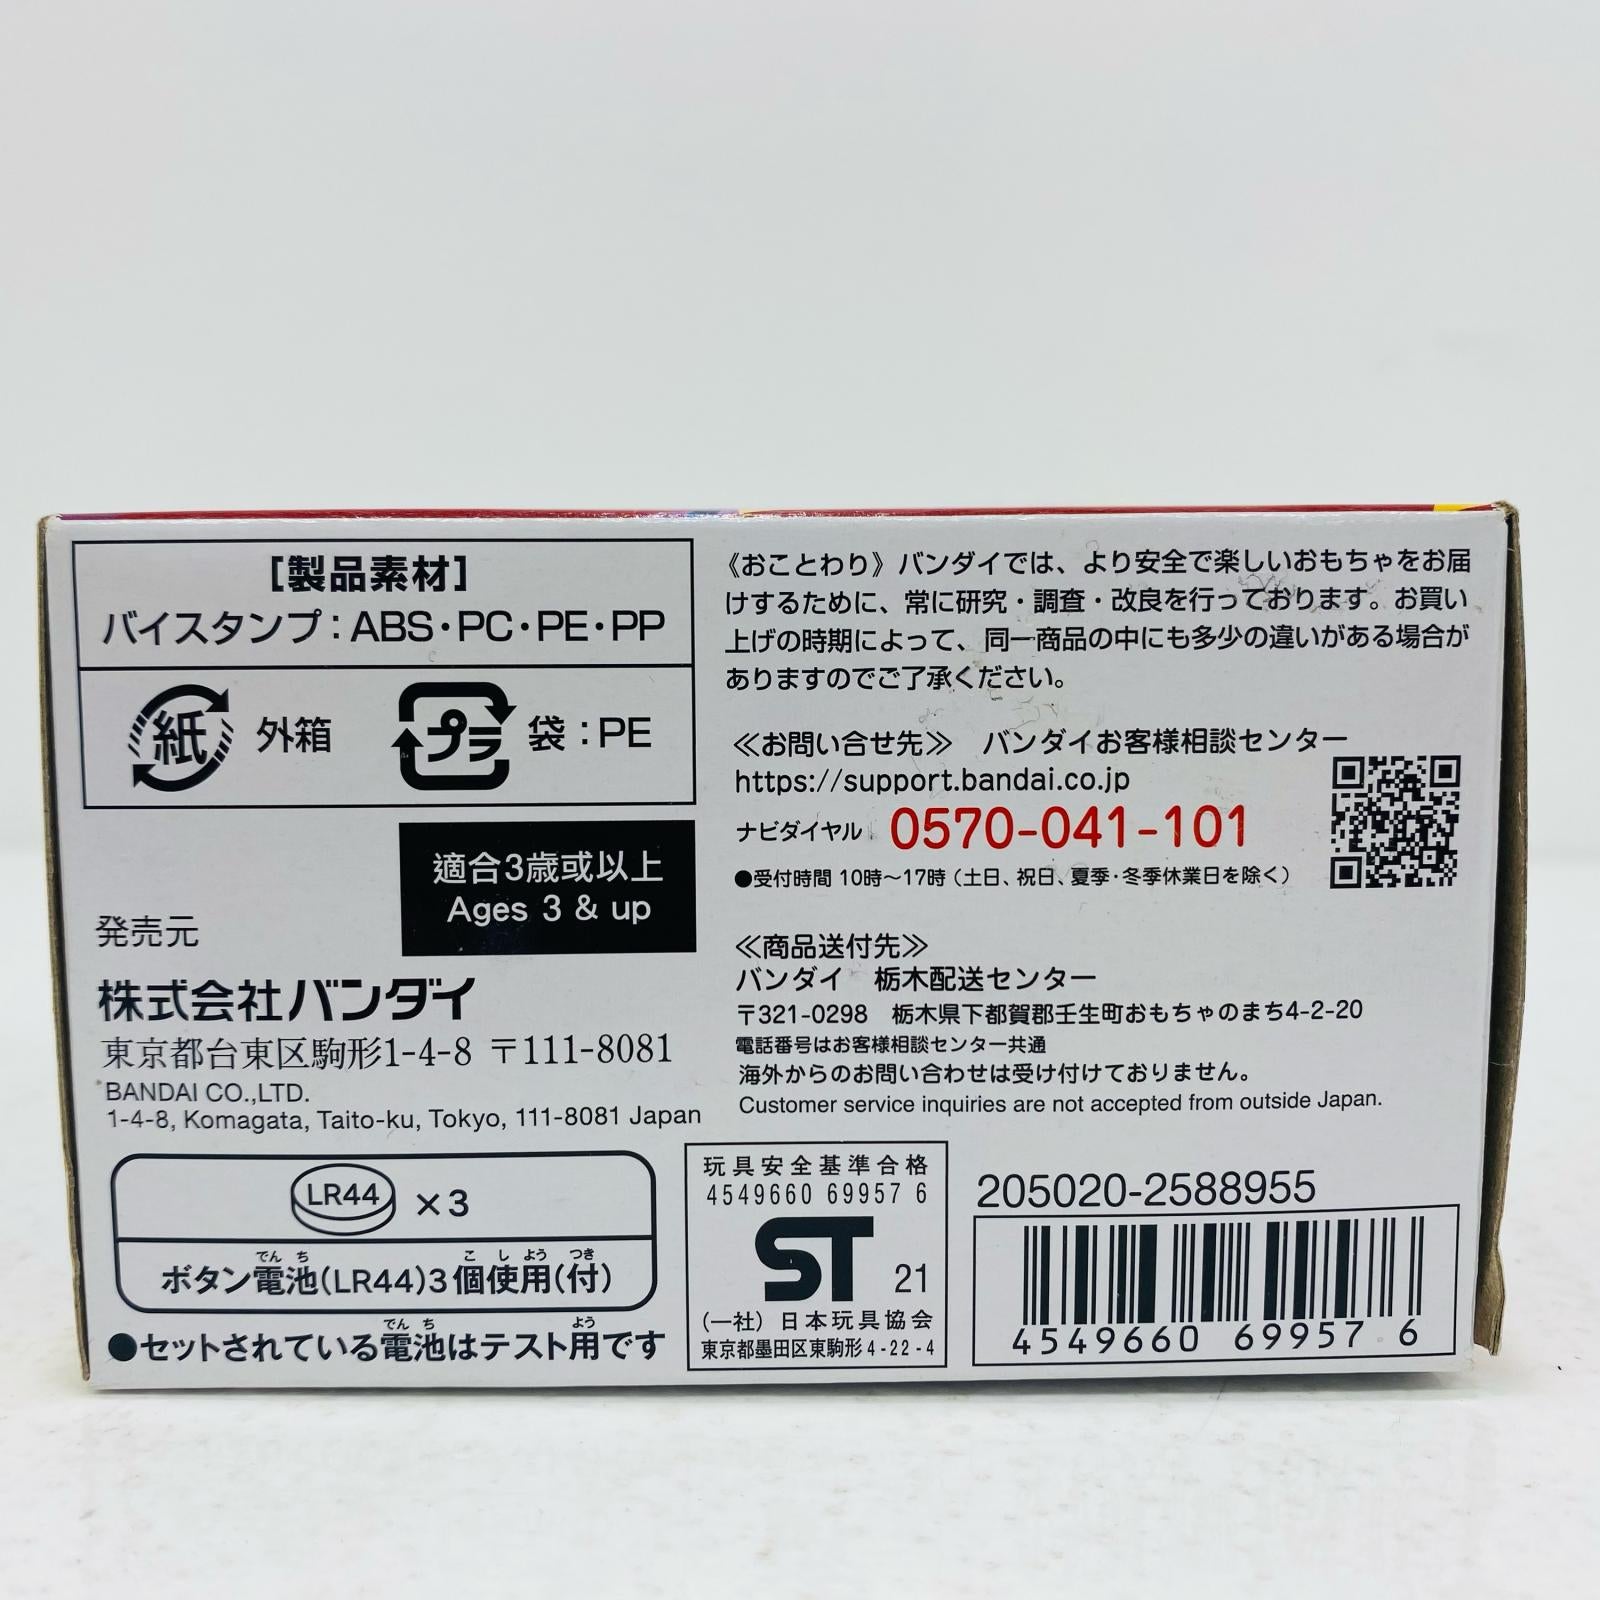 [製品素材]
バイスタンプ：ABS・PC・PE・PP
紙 外箱
プラ 袋：PE
適合3歳或以上
Ages 3 & up
発売元
株式会社バンダイ
東京都台東区駒形1-4-8 〒111-8081
BANDAI CO.,LTD.
1-4-8, Komagata, Taito-ku, Tokyo, 111-8081 Japan
LR44 ×3
でんち こ しよう つき
ボタン電池(LR44)3個使用(付)
でんち よう
●セットされている電池はテスト用です
《おことわり》バンダイでは、より安全で楽しいおもちゃをお届
けするために、常に研究・調査・改良を行っております。お買い
上げの時期によって、同一商品の中にも多少の違いがある場合が
ありますのでご了承ください。
≪お問い合せ先≫ バンダイお客様相談センター
https://support.bandai.co.jp
ナビダイヤル 0570-041-101
●受付時間 10時〜17時（土日、祝日、夏季・冬季休業日を除く）
≪商品送付先≫
バンダイ 栃木配送センター
〒321-0298 栃木県下都賀郡壬生町おもちゃのまち4-2-20
電話番号はお客様相談センター共通
海外からのお問い合わせは受け付けておりません。
Customer service inquiries are not accepted from outside Japan.
玩具安全基準合格
4549660 69957 6
ST 21
(一社) 日本玩具協会
東京都墨田区東駒形4-22-4
205020-2588955
4549660 69957 6